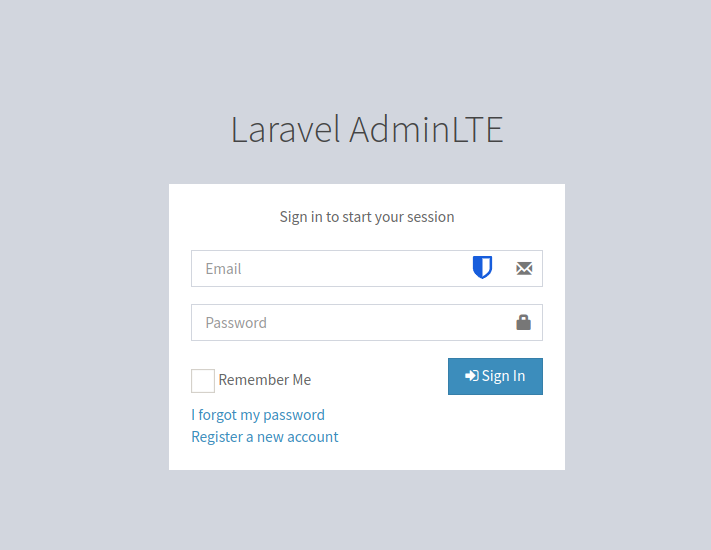 Laravel AdminLTE
Sign in to start your session
Email
Password
Remember Me
Sign In
I forgot my password
Register a new account